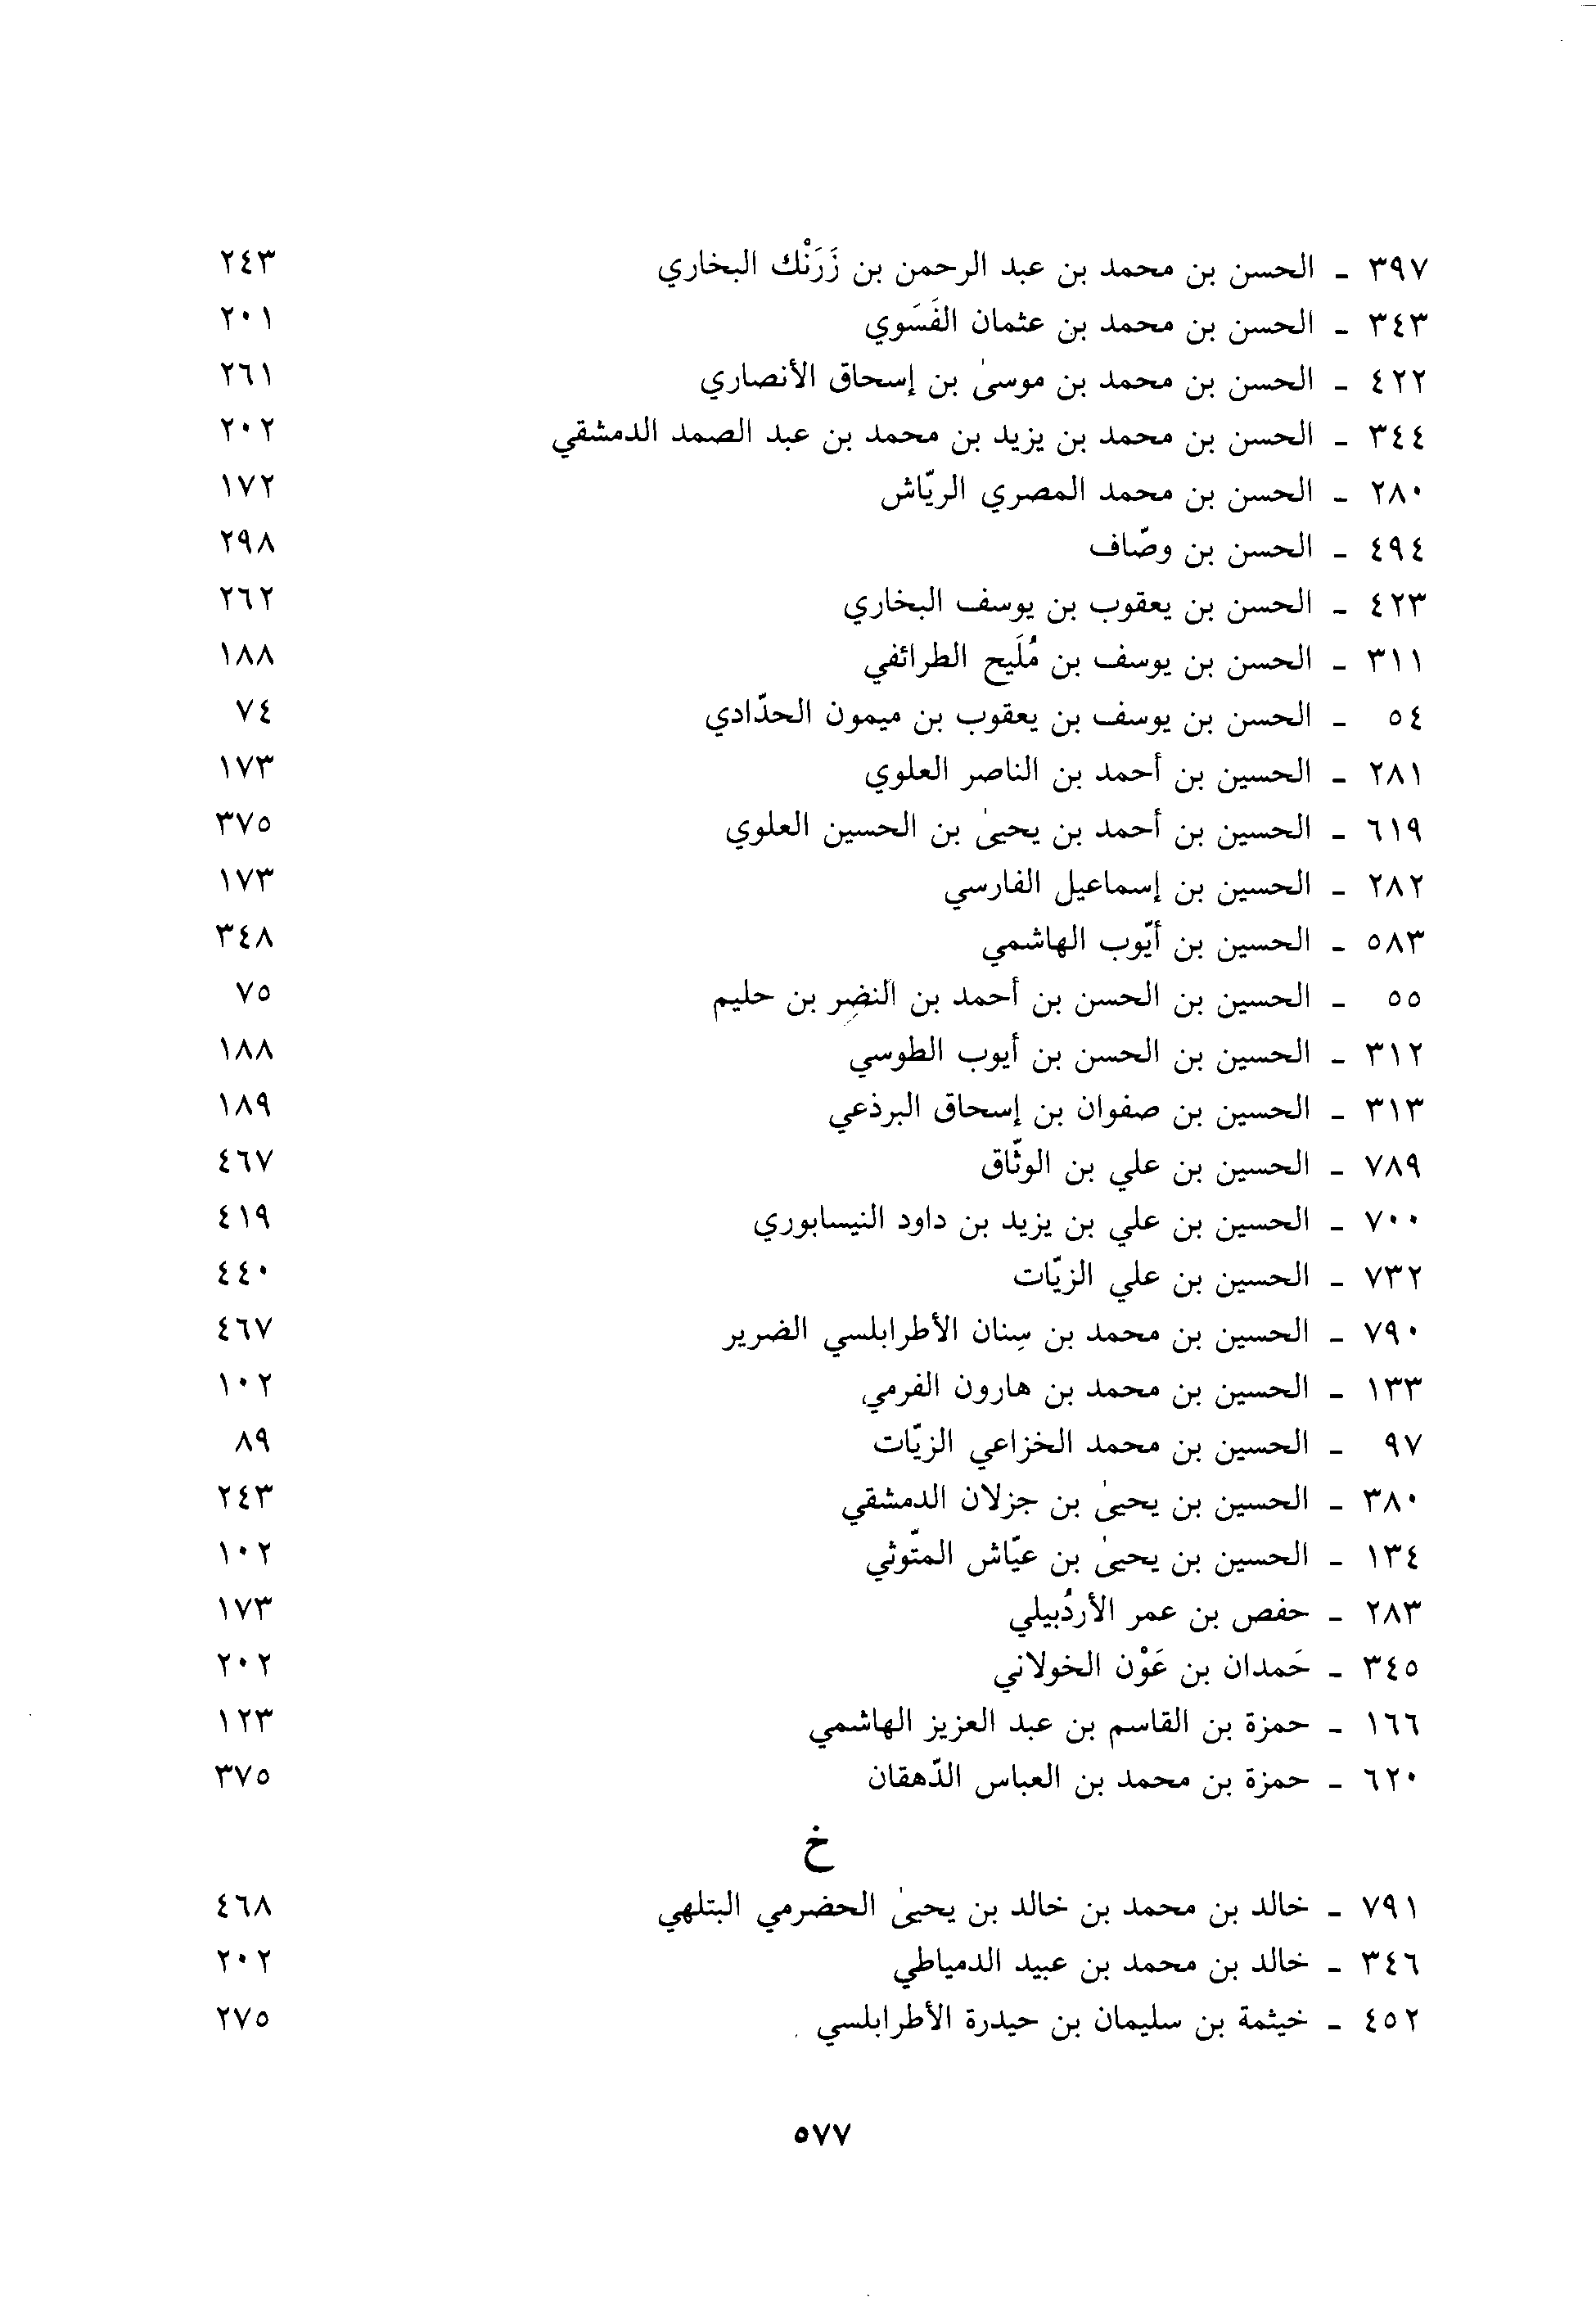 ٣٩٧ - الحسن بن محمد بن عبد الرحمن بن زَرَنْك البخاري ٢٤٣
٣٤٣ - الحسن بن محمد بن عثمان الفَسَوي ٢٠١
٤٢٢ - الحسن بن محمد بن موسىٰ بن إسحاق الأنصاري ٢٦١
٣٤٤ - الحسن بن محمد بن يزيد بن محمد بن عبد الصمد الدمشقي ٢٠٢
٢٨٠ - الحسن بن محمد المصري الريّاش ١٧٢
٤٩٤ - الحسن بن وصّاف ٢٩٨
٤٢٣ - الحسن بن يعقوب بن يوسف البخاري ٢٦٢
٣١١ - الحسن بن يوسف بن مُلَيح الطرائفي ١٨٨
٥٤ - الحسن بن يوسف بن يعقوب بن ميمون الحدّادي ٧٤
٢٨١ - الحسين بن أحمد بن الناصر العلوي ١٧٣
٦١٩ - الحسين بن أحمد بن يحيىٰ بن الحسين العلوي ٣٧٥
٢٨٢ - الحسين بن إسماعيل الفارسي ١٧٣
٥٨٣ - الحسين بن أيّوب الهاشمي ٣٤٨
٥٥ - الحسين بن الحسن بن أحمد بن النضِر بن حليم ٧٥
٣١٢ - الحسين بن الحسن بن أيوب الطوسي ١٨٨
٣١٣ - الحسين بن صفوان بن إسحاق البرذعي ١٨٩
٧٨٩ - الحسين بن علي بن الوثّاق ٤٦٧
٧٠٠ - الحسين بن علي بن يزيد بن داود النيسابوري ٤١٩
٧٣٢ - الحسين بن علي الزيّات ٤٤٠
٧٩٠ - الحسين بن محمد بن سِنان الأطرابلسي الضرير ٤٦٧
١٣٣ - الحسين بن محمد بن هارون الفرمي ١٠٢
٩٧ - الحسين بن محمد الخزاعي الزيّات ٨٩
٣٨٠ - الحسين بن يحيىٰ بن جزلان الدمشقي ٢٤٣
١٣٤ - الحسين بن يحيىٰ بن عيّاش المتّوثي ١٠٢
٢٨٣ - حفص بن عمر الأردُبيلي ١٧٣
٣٤٥ - حَمدان بن عَوْن الخولاني ٢٠٢
١٦٦ - حمزة بن القاسم بن عبد العزيز الهاشمي ١٢٣
٦٢٠ - حمزة بن محمد بن العباس الدّهقان ٣٧٥
خ
٧٩١ - خالد بن محمد بن خالد بن يحيىٰ الحضرمي البتلهي ٤٦٨
٣٤٦ - خالد بن محمد بن عبيد الدمياطي ٢٠٢
٤٥٢ - خيثمة بن سليمان بن حيدرة الأطرابلسي ٢٧٥
٥٧٧